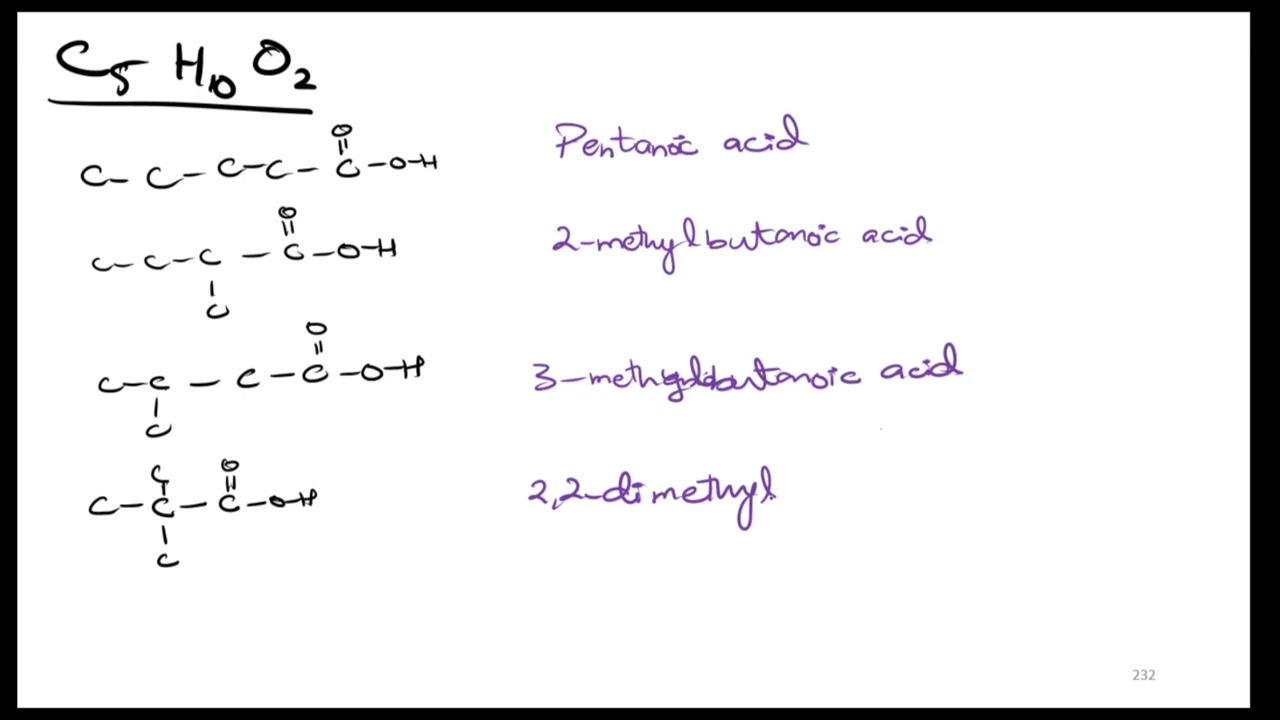 C5 H10 O2
O
C – C – C – C – C – O – H
Pentanoic acid
O
C – C – C – C – O – H
2-methylbutanoic acid
C
O
C – C – C – C – O – H
3-methylbutanoic acid
C
C O
C – C – C – O – H
2,2-dimethyl
C
232